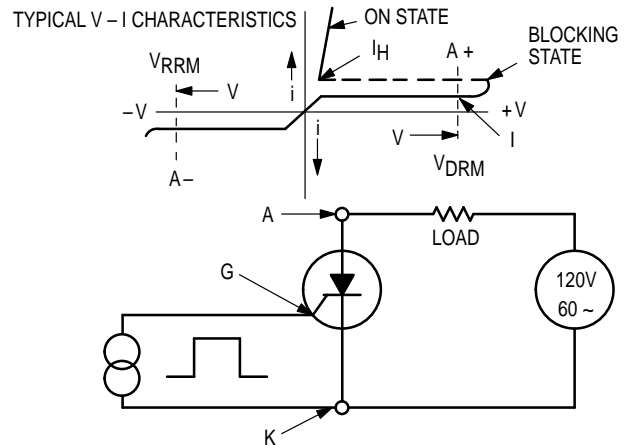 TYPICAL V – I CHARACTERISTICS
ON STATE
BLOCKING
STATE
I_H
A +
V_RRM
V
i
– V
+ V
i
V
I
A –
V_DRM
A
LOAD
G
120V
60 ~
K